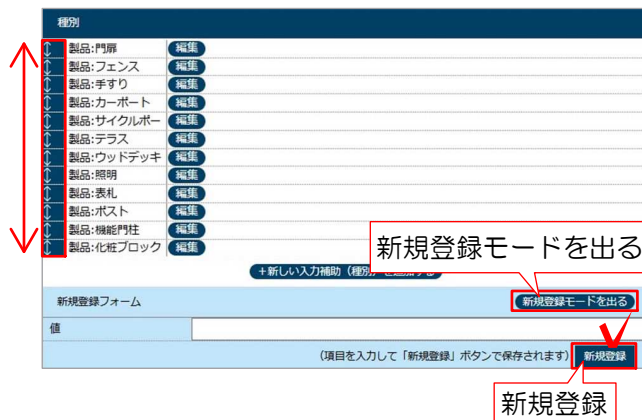 種別
製品:門扉 編集
製品:フェンス 編集
製品:手すり 編集
製品:カーポート 編集
製品:サイクルポー 編集
製品:テラス 編集
製品:ウッドデッキ 編集
製品:照明 編集
製品:表札 編集
製品:ポスト 編集
製品:機能門柱 編集
製品:化粧ブロック 編集
新規登録モードを出る
+新しい入力補助（種別）
新規登録フォーム 新規登録モードを出る
値
（項目を入力して「新規登録」ボタンで保存されます） 新規登録
新規登録